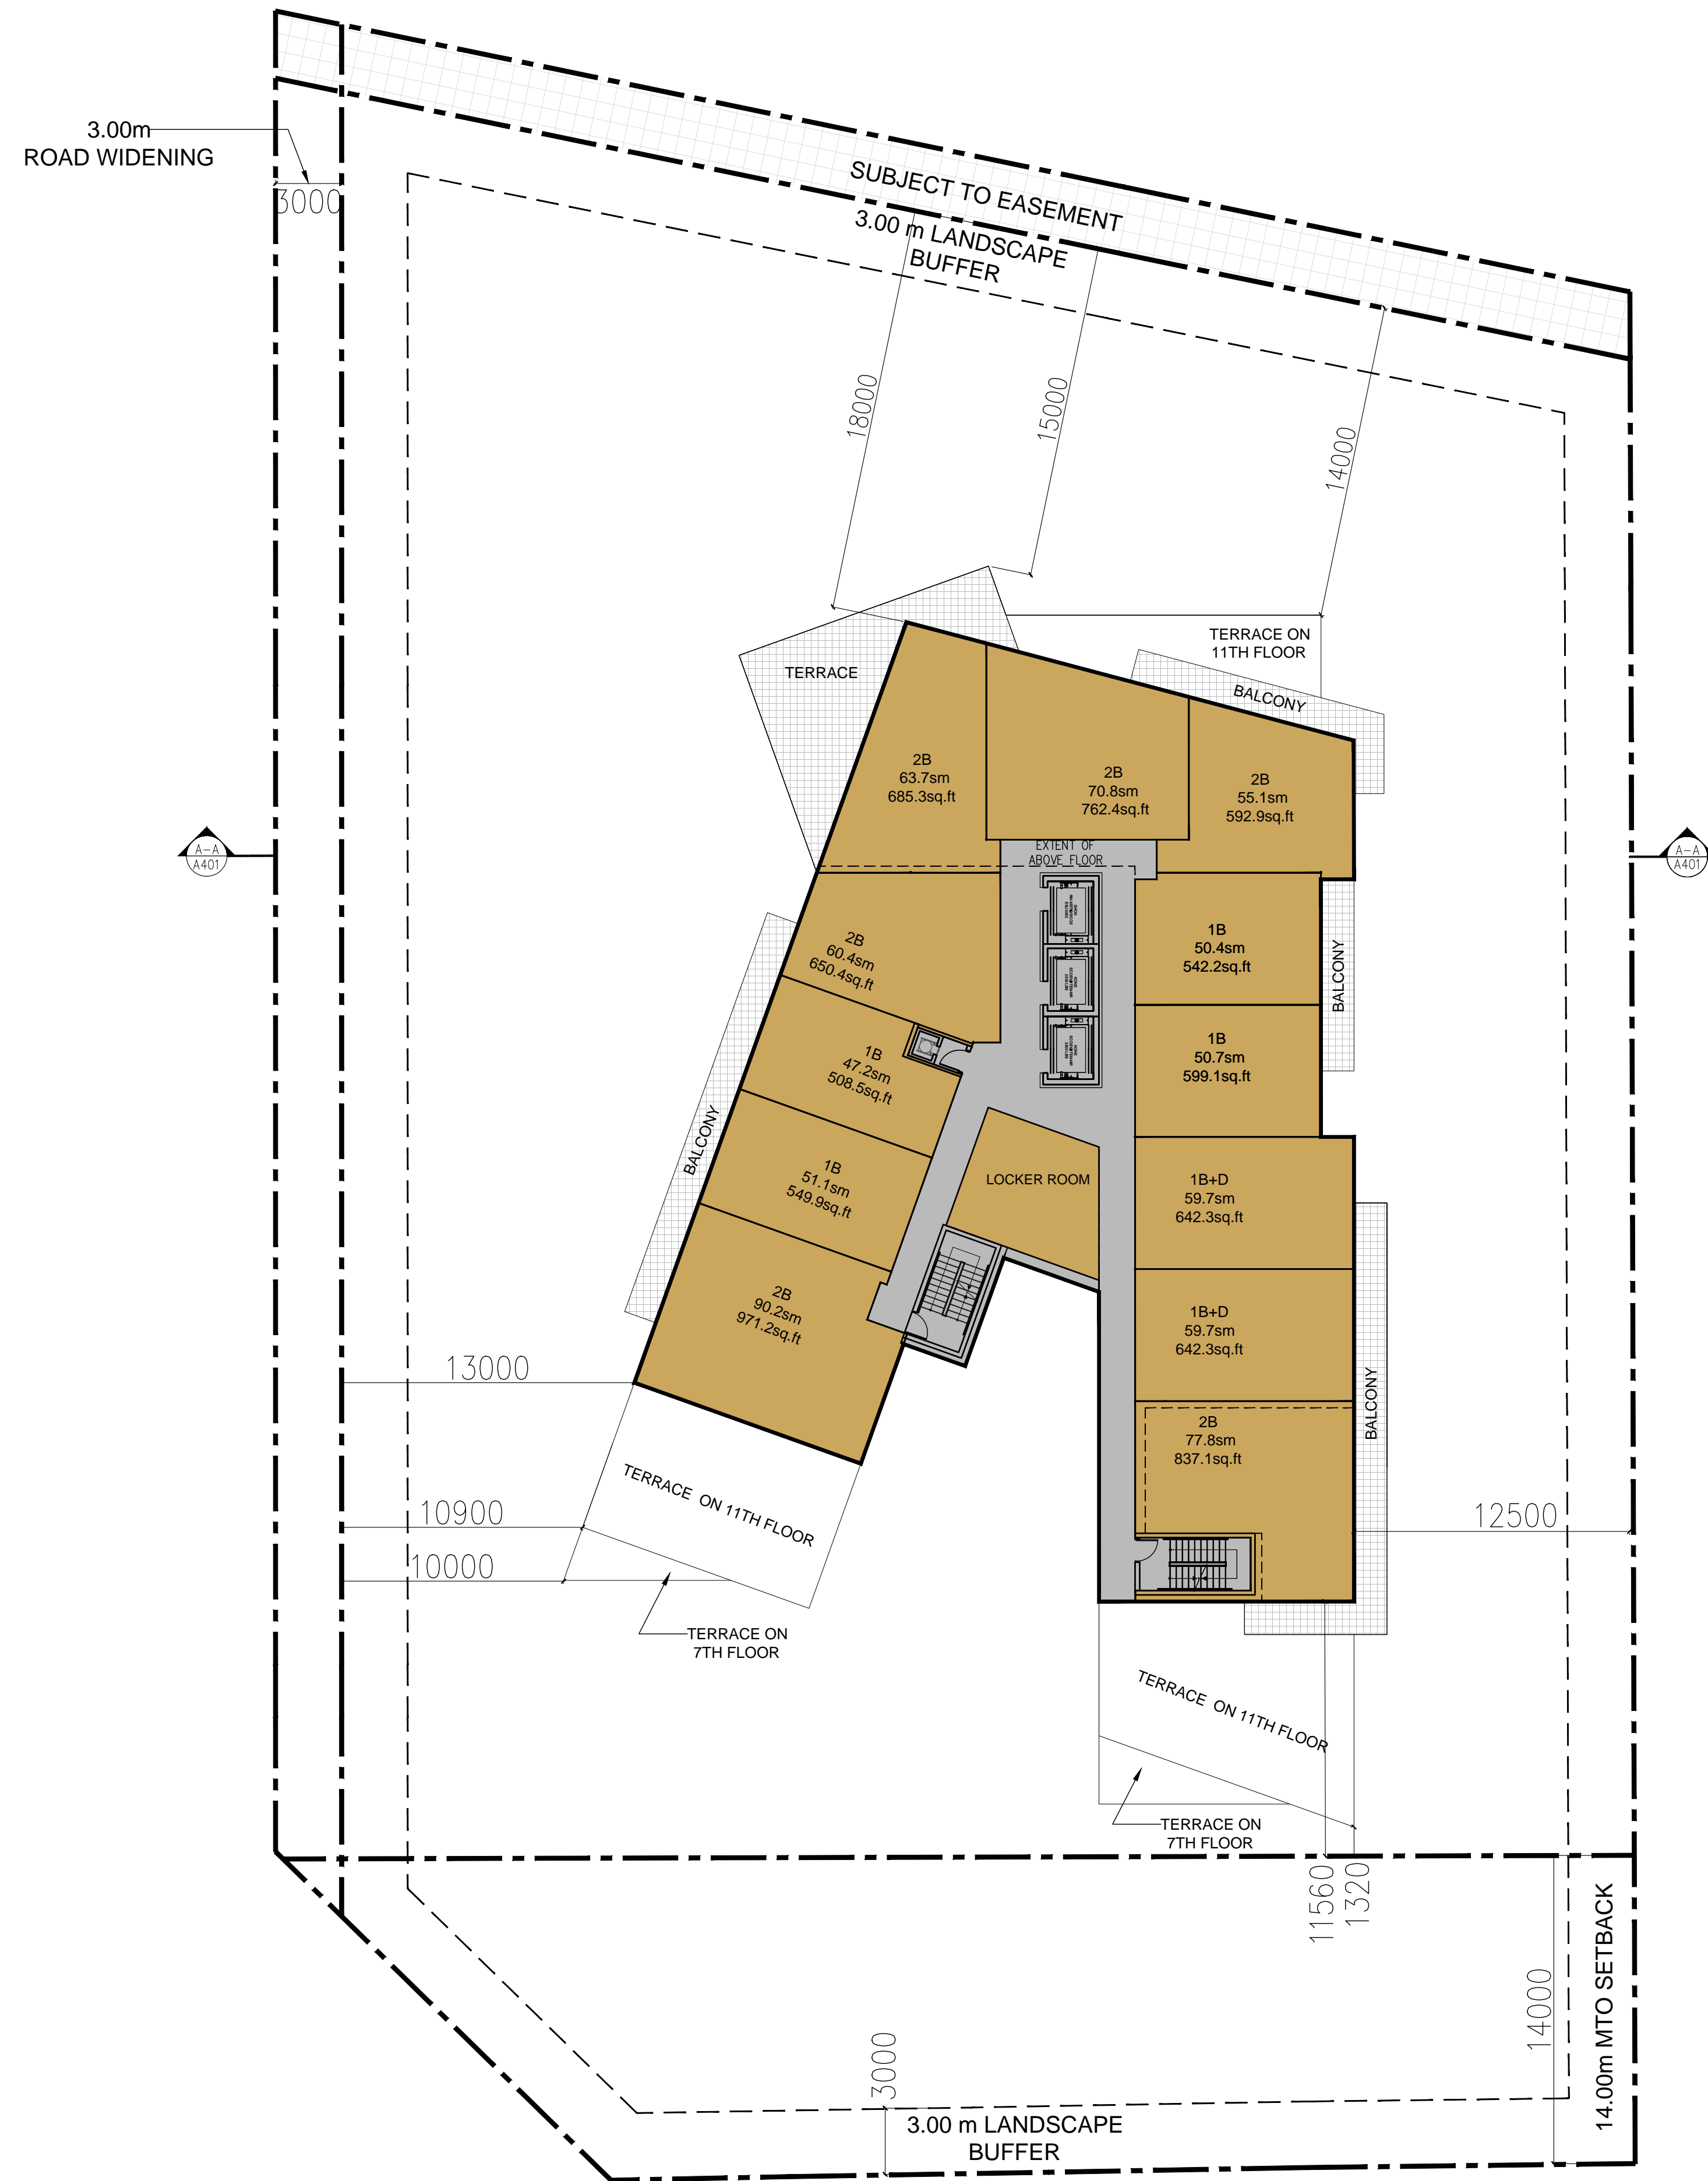 3.00m
ROAD WIDENING
3000
SUBJECT TO EASEMENT
3.00 m LANDSCAPE
BUFFER
18000
15000
14000
TERRACE ON
11TH FLOOR
TERRACE
BALCONY
2B
63.7sm
685.3sq.ft
2B
70.8sm
762.4sq.ft
2B
55.1sm
592.9sq.ft
A-A
A401
A-A
A401
EXTENT OF
ABOVE FLOOR
2B
60.4sm
650.4sq.ft
1B
50.4sm
542.2sq.ft
BALCONY
1B
47.2sm
508.5sq.ft
1B
50.7sm
599.1sq.ft
BALCONY
1B
51.1sm
549.9sq.ft
LOCKER ROOM
1B+D
59.7sm
642.3sq.ft
2B
90.2sm
971.2sq.ft
1B+D
59.7sm
642.3sq.ft
13000
BALCONY
2B
77.8sm
837.1sq.ft
TERRACE ON 11TH FLOOR
10900
12500
10000
TERRACE ON
7TH FLOOR
TERRACE ON 11TH FLOOR
TERRACE ON
7TH FLOOR
11560
1320
14000
14.00m MTO SETBACK
3000
3.00 m LANDSCAPE
BUFFER